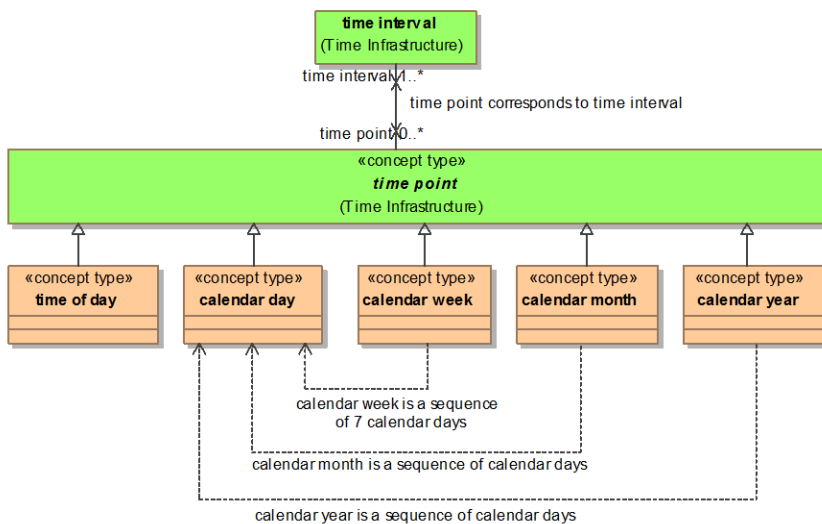 time interval
(Time Infrastructure)
time interval 1..*
time point corresponds to time interval
time point 0..*
«concept type»
time point
(Time Infrastructure)
«concept type»
time of day
«concept type»
calendar day
«concept type»
calendar week
«concept type»
calendar month
«concept type»
calendar year
calendar week is a sequence
of 7 calendar days
calendar month is a sequence of calendar days
calendar year is a sequence of calendar days